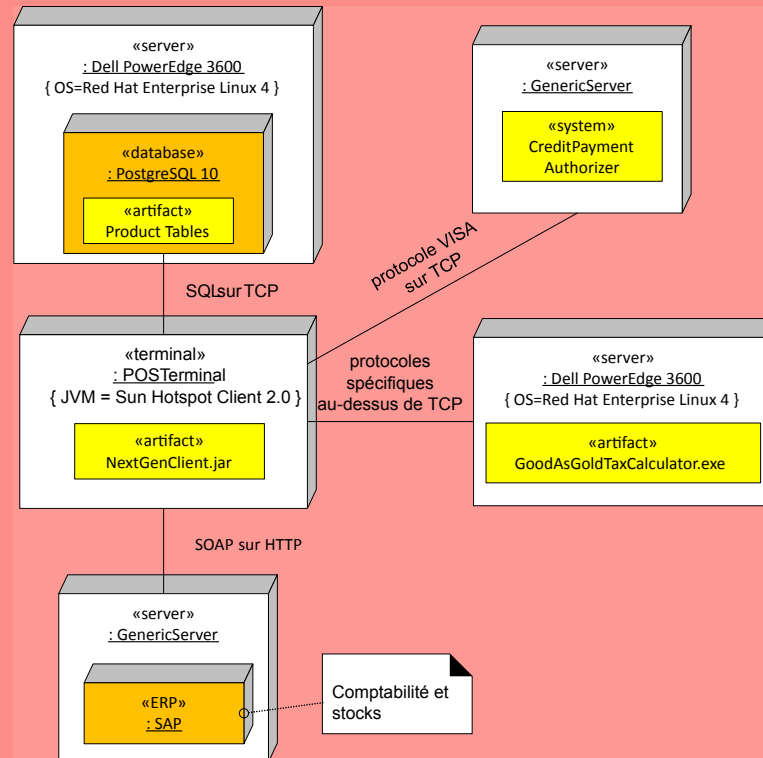 «server»
: Dell PowerEdge 3600
{ OS=Red Hat Enterprise Linux 4 }
«database»
: PostgreSQL 10
«artifact»
Product Tables
«server»
: GenericServer
«system»
CreditPayment
Authorizer
SQL sur TCP
protocole VISA
sur TCP
«terminal»
: POSTerminal
{ JVM = Sun Hotspot Client 2.0 }
«artifact»
NextGenClient.jar
protocoles
spécifiques
au-dessus de TCP
«server»
: Dell PowerEdge 3600
{ OS=Red Hat Enterprise Linux 4 }
«artifact»
GoodAsGoldTaxCalculator.exe
SOAP sur HTTP
«server»
: GenericServer
«ERP»
: SAP
Comptabilité et
stocks